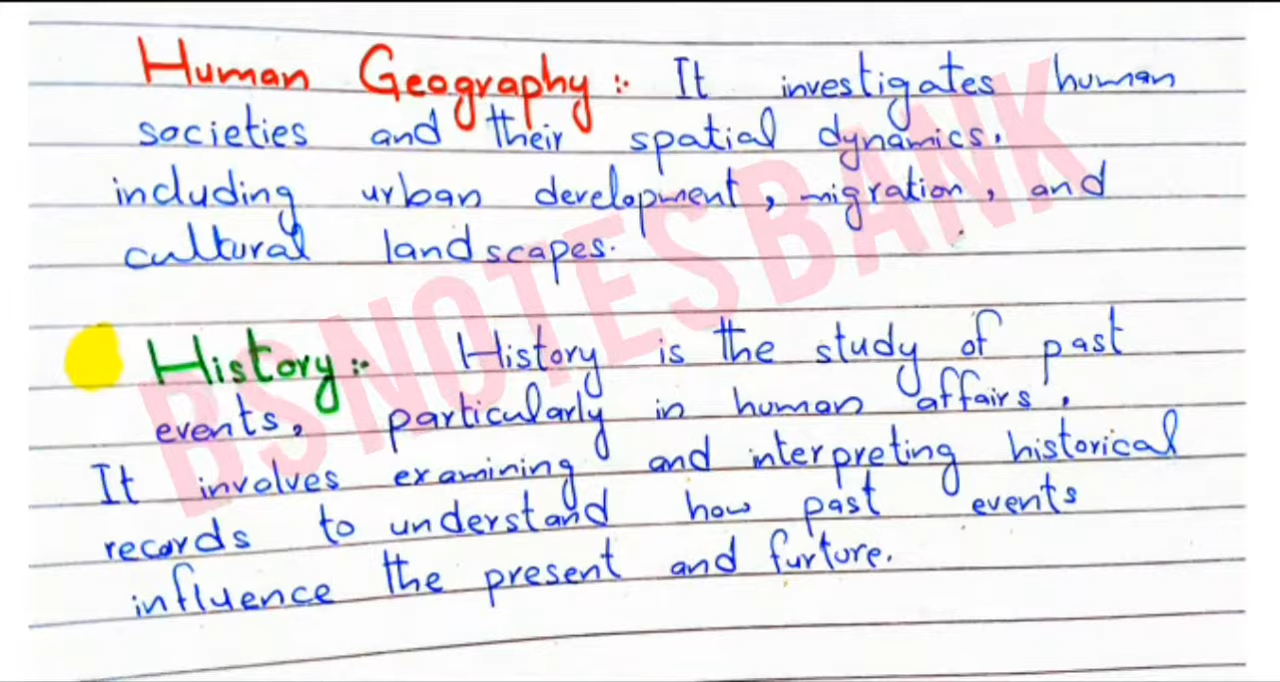 Human Geography :- It investigates human
societies and their spatial dynamics.
including urban development, migration, and
cultural landscapes.
History :- History is the study of past
events, particularly in human affairs.
It involves examining and interpreting historical
records to understand how past events
influence the present and furture.
BSNOTESBANK